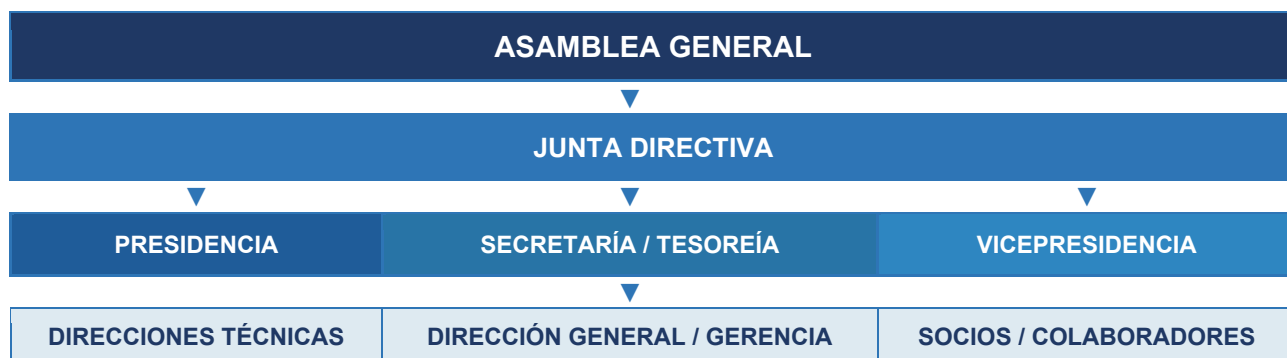 ASAMBLEA GENERAL
JUNTA DIRECTIVA
PRESIDENCIA
SECRETARÍA / TESOREÍA
VICEPRESIDENCIA
DIRECCIONES TÉCNICAS
DIRECCIÓN GENERAL / GERENCIA
SOCIOS / COLABORADORES